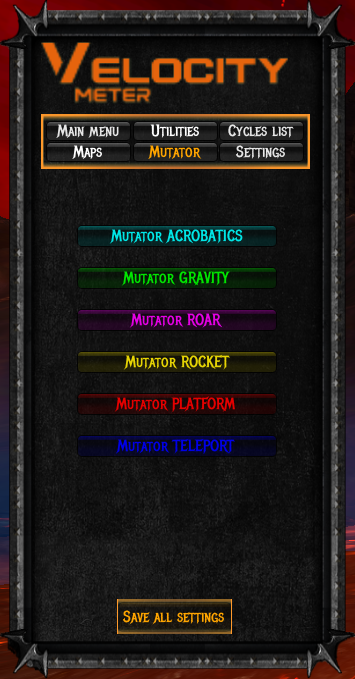 VELOCITY
METER
Main menu Utilities Cycles list
Maps Mutator Settings
Mutator ACROBATICS
Mutator GRAVITY
Mutator ROAR
Mutator ROCKET
Mutator PLATFORM
Mutator TELEPORT
Save all settings